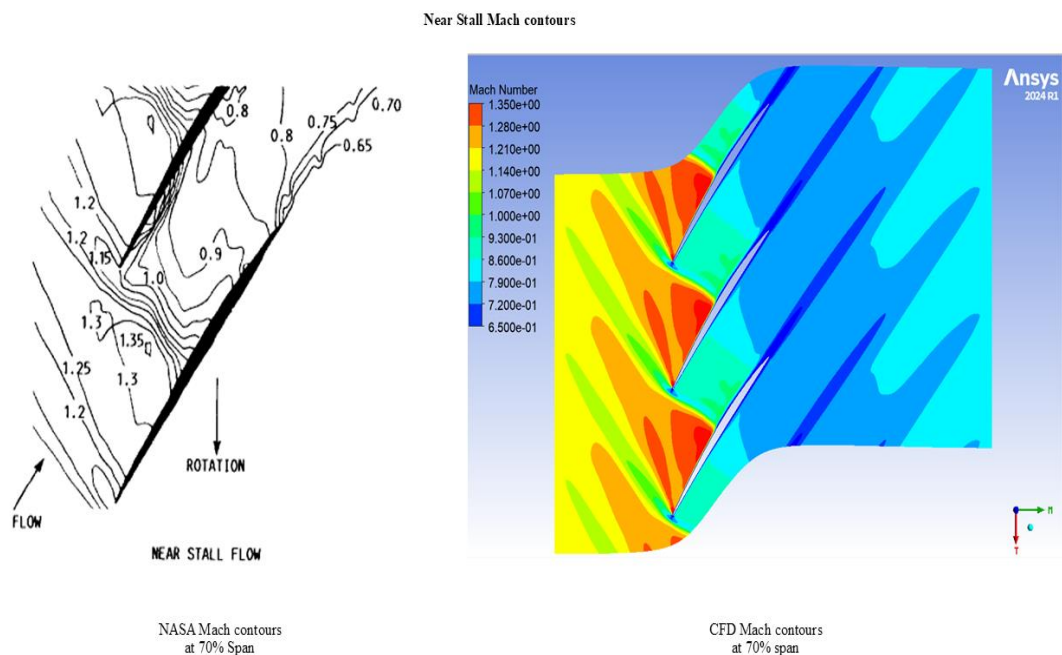 Near Stall Mach contours
0.8
0.8
0.70
0.75
0.65
1.2
1.2
1.15
1.0
0.9
1.3
1.35
1.3
1.25
1.2
ROTATION
FLOW
NEAR STALL FLOW
NASA Mach contours
at 70% Span
Ansys
2024 R1
Mach Number
1.350e+00
1.280e+00
1.210e+00
1.140e+00
1.070e+00
1.000e+00
9.300e-01
8.600e-01
7.900e-01
7.200e-01
6.500e-01
M
T
CFD Mach contours
at 70% span